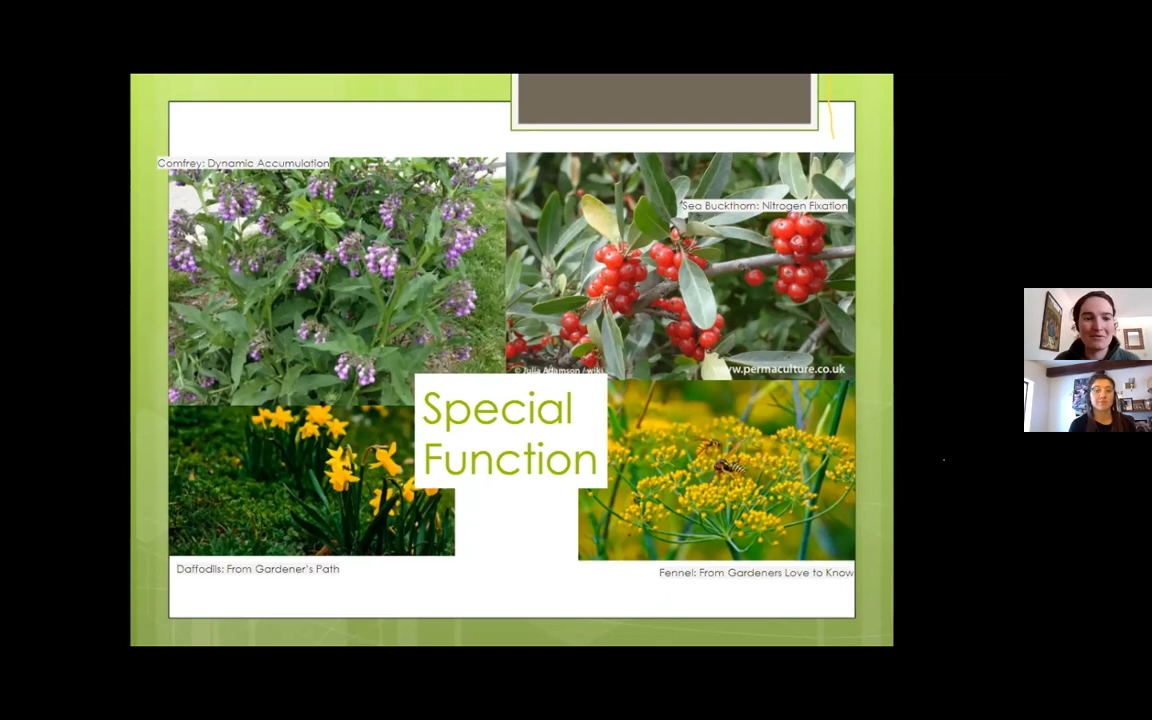 Comfrey: Dynamic Accumulation
Sea Buckthorn: Nitrogen Fixation
© Julia Adamson / wiki
www.permaculture.co.uk
Special
Function
Daffodils: From Gardener's Path
Fennel: From Gardeners Love to Know